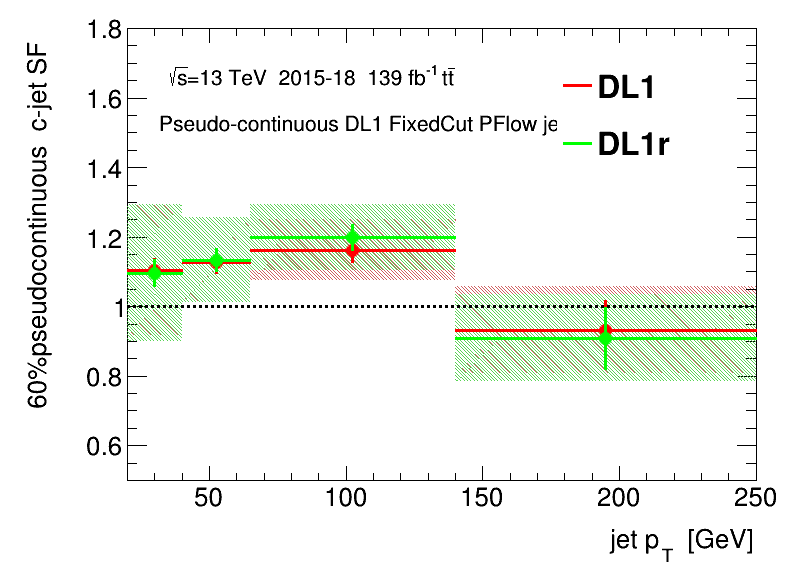 60%pseudocontinuous c-jet SF
1.8
1.6
1.4
1.2
1
0.8
0.6
√s=13 TeV 2015-18 139 fb⁻¹ tt̄
Pseudo-continuous DL1 FixedCut PFlow je
DL1
DL1r
50
100
150
200
250
jet p_T [GeV]